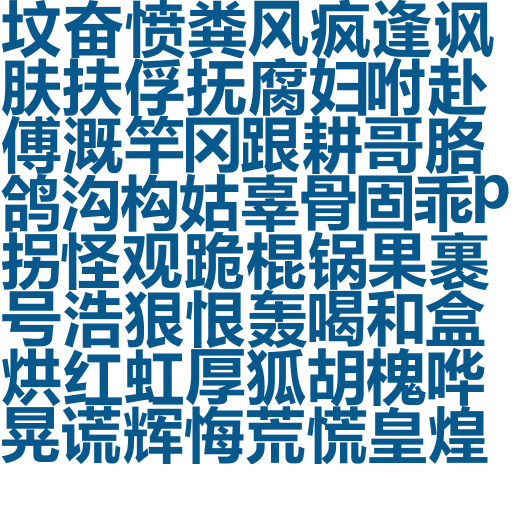 坟奋愤粪风疯逢讽
肤扶俘抚腐妇咐赴
傅溉竿冈跟耕哥胳
鸽沟构姑辜骨固乖p
拐怪观跪棍锅果裹
号浩狠恨轰喝和盒
烘红虹厚狐胡槐哗
晃谎辉悔荒慌皇煌